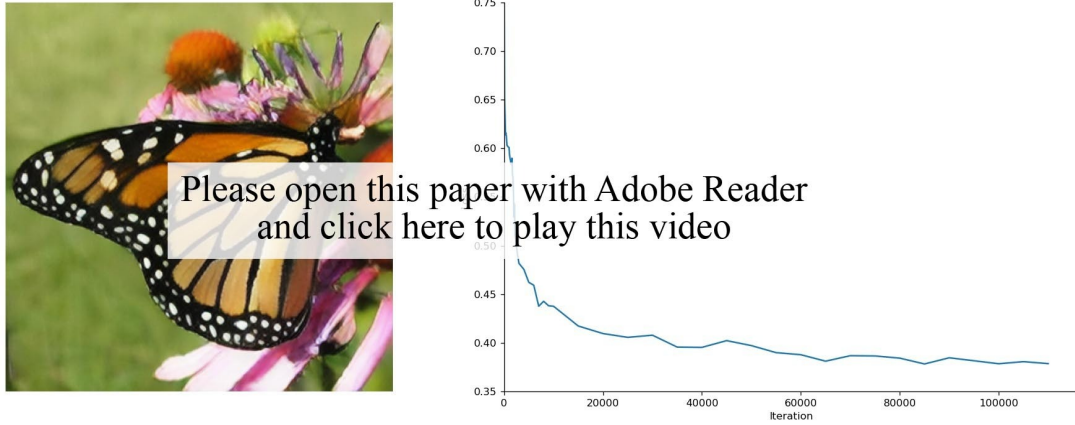 0.75
0.70
0.65
0.60
Please open this paper with Adobe Reader
and click here to play this video
0.50
0.45
0.40
0.35
0 20000 40000 60000 80000 100000
Iteration